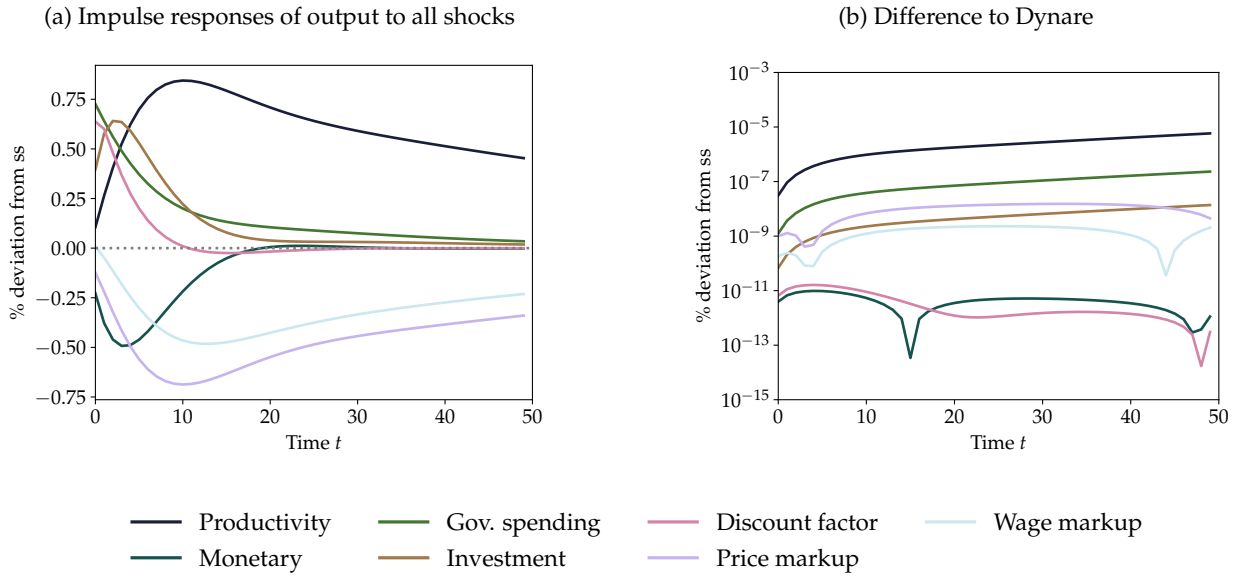 (a) Impulse responses of output to all shocks
(b) Difference to Dynare
% deviation from ss
0.75
0.50
0.25
0.00
−0.25
−0.50
−0.75
0
10
20
30
40
50
Time t
% deviation from ss
10⁻³
10⁻⁵
10⁻⁷
10⁻⁹
10⁻¹¹
10⁻¹³
10⁻¹⁵
0
10
20
30
40
50
Time t
Productivity
Gov. spending
Discount factor
Wage markup
Monetary
Investment
Price markup